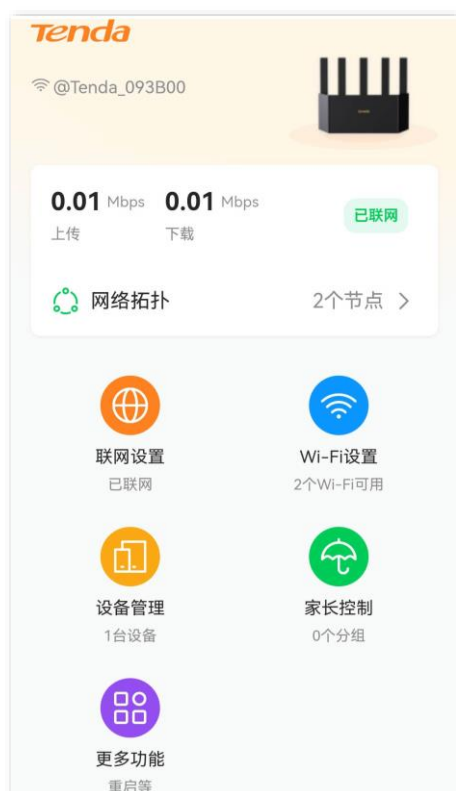 Tenda
@Tenda_093B00
0.01 Mbps 0.01 Mbps
上传 下载
已联网
网络拓扑 2个节点
联网设置 Wi-Fi设置
已联网 2个Wi-Fi可用
设备管理 家长控制
1台设备 0个分组
更多功能
重启等